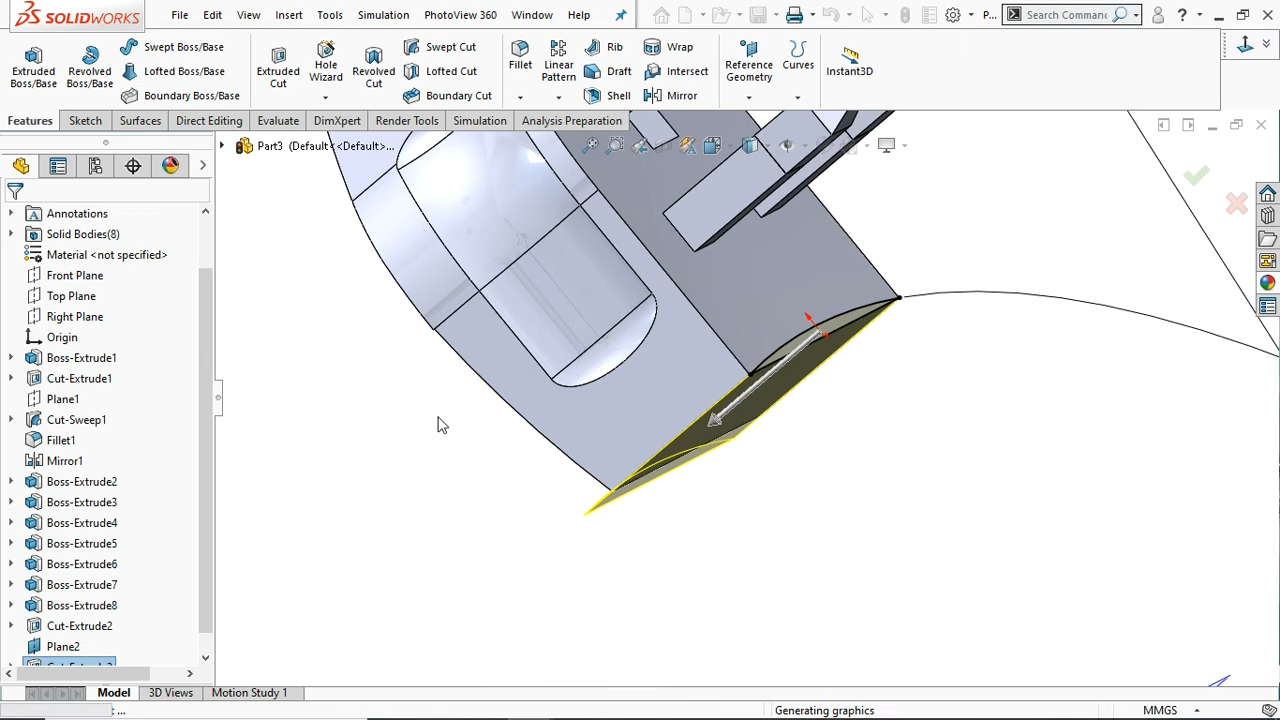 SOLIDWORKS File Edit View Insert Tools Simulation PhotoView 360 Window Help P... Search Command ?
Extruded Boss/Base
Revolved Boss/Base
Swept Boss/Base
Lofted Boss/Base
Boundary Boss/Base
Extruded Cut
Hole Wizard
Revolved Cut
Swept Cut
Lofted Cut
Boundary Cut
Fillet
Linear Pattern
Rib
Draft
Shell
Wrap
Intersect
Mirror
Reference Geometry
Curves
Instant3D
Features Sketch Surfaces Direct Editing Evaluate DimXpert Render Tools Simulation Analysis Preparation
Part3 (Default<<Default>...
Annotations
Solid Bodies(8)
Material <not specified>
Front Plane
Top Plane
Right Plane
Origin
Boss-Extrude1
Cut-Extrude1
Plane1
Cut-Sweep1
Fillet1
Mirror1
Boss-Extrude2
Boss-Extrude3
Boss-Extrude4
Boss-Extrude5
Boss-Extrude6
Boss-Extrude7
Boss-Extrude8
Cut-Extrude2
Plane2
Model 3D Views Motion Study 1
Generating graphics MMGS